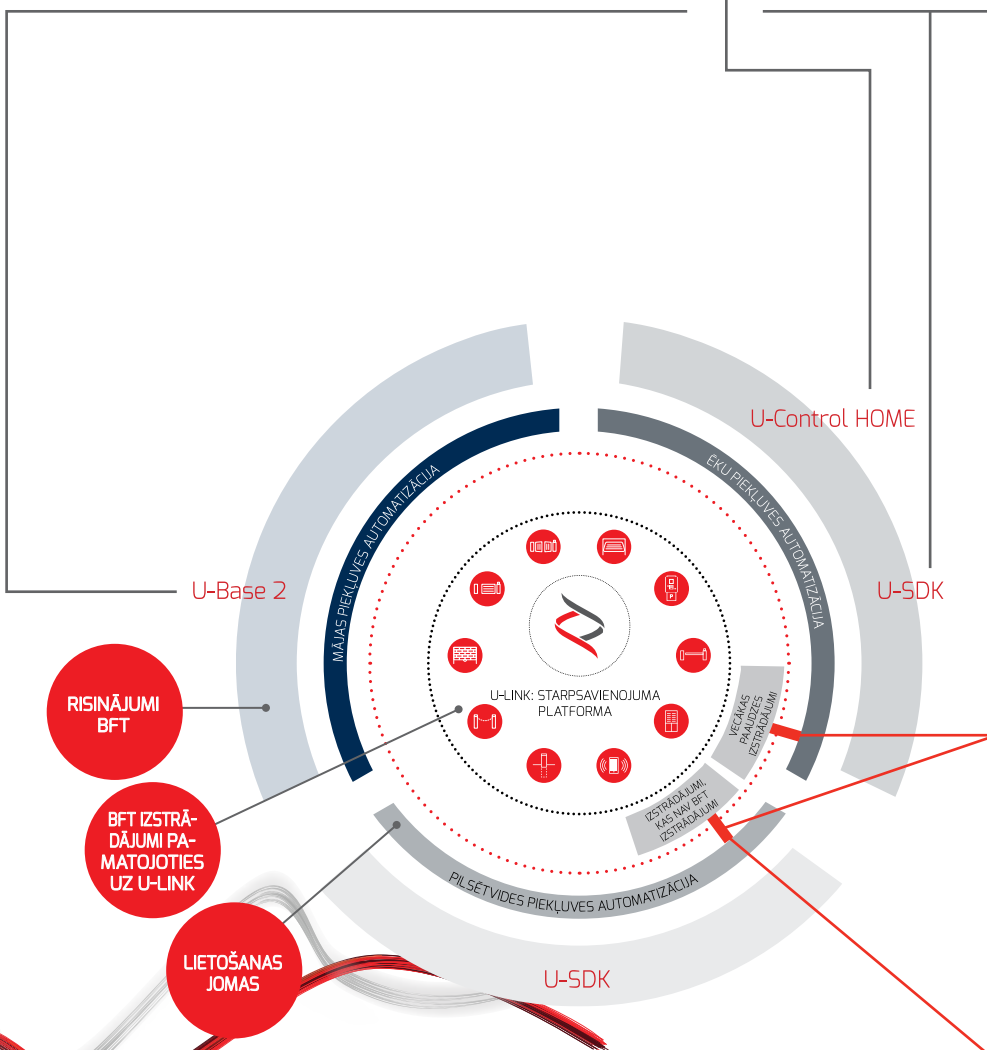 U-Control HOME
ĒKU PIEKĻUVES AUTOMATIZĀCIJA
MĀJAS PIEKĻUVES AUTOMATIZĀCIJA
U-Base 2
U-SDK
P
RISINĀJUMI
BFT
U-LINK: STARPSAVIENOJUMA
PLATFORMA
VECĀKAS
PAAUDZES
IZSTRĀDĀJUMI
IZSTRĀDĀJUMI,
KAS NAV BFT
IZSTRĀDĀJUMI
BFT IZSTRĀ-
DĀJUMI PA-
MATOJOTIES
UZ U-LINK
PILSĒTVIDES PIEKĻUVES AUTOMATIZĀCIJA
LIETOŠANAS
JOMAS
U-SDK